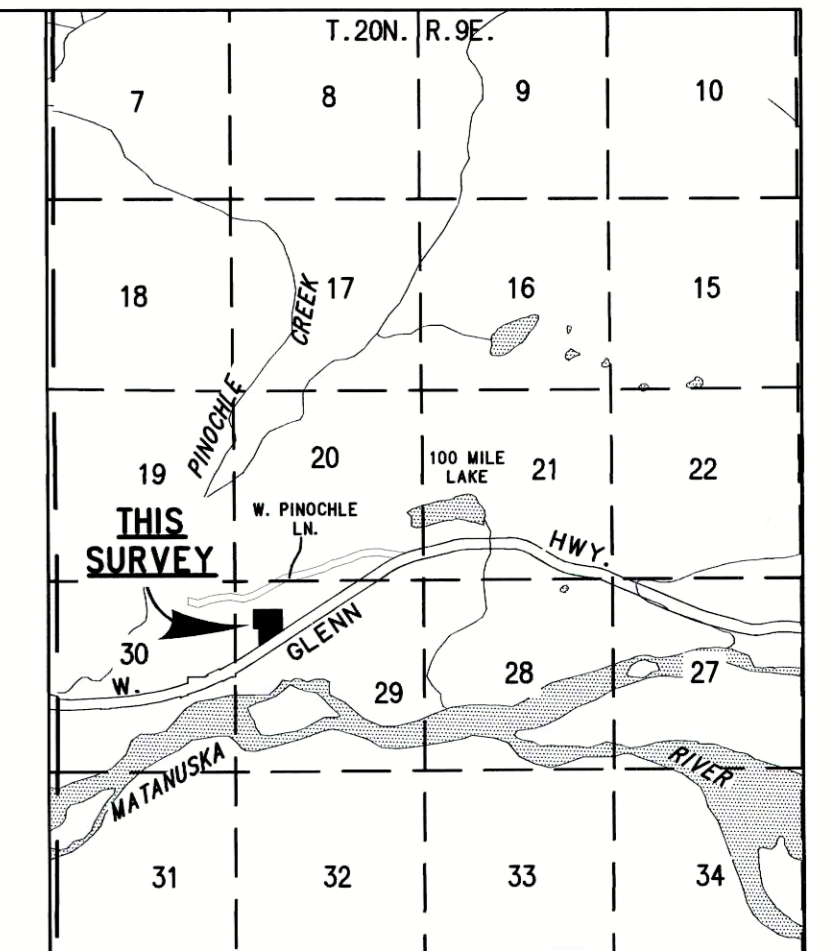 T.20N. R.9E.
7
8
9
10
18
17
16
15
PINOCHLE CREEK
19
20
21
22
100 MILE
LAKE
W. PINOCHLE
LN.
THIS
SURVEY
W. GLENN HWY.
30
29
28
27
MATANUSKA RIVER
31
32
33
34